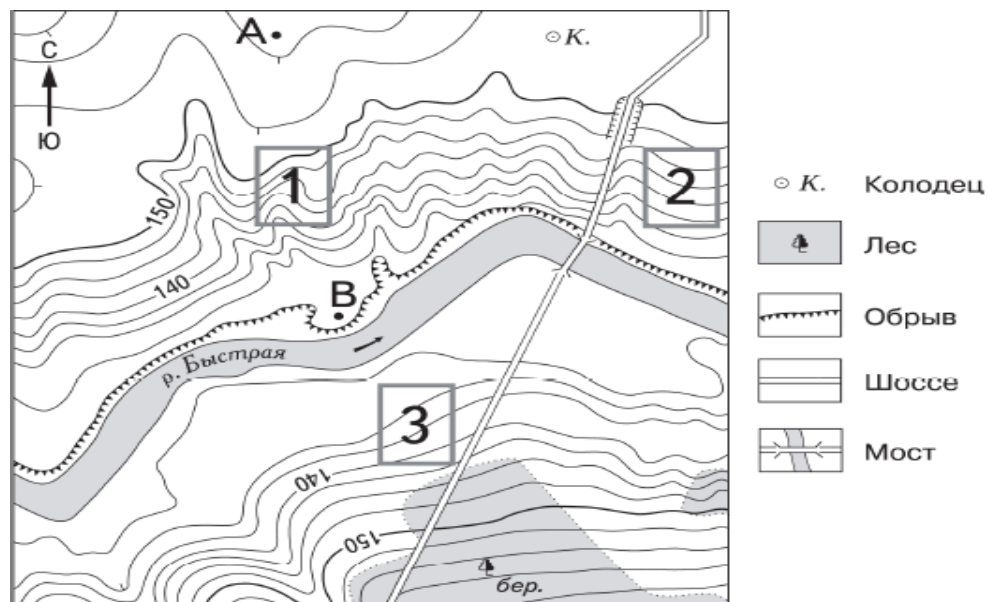 А
К.
С
Ю
1
2
150
140
В
р. Быстрая
3
140
150
бер.
К.
Колодец
Лес
Обрыв
Шоссе
Мост